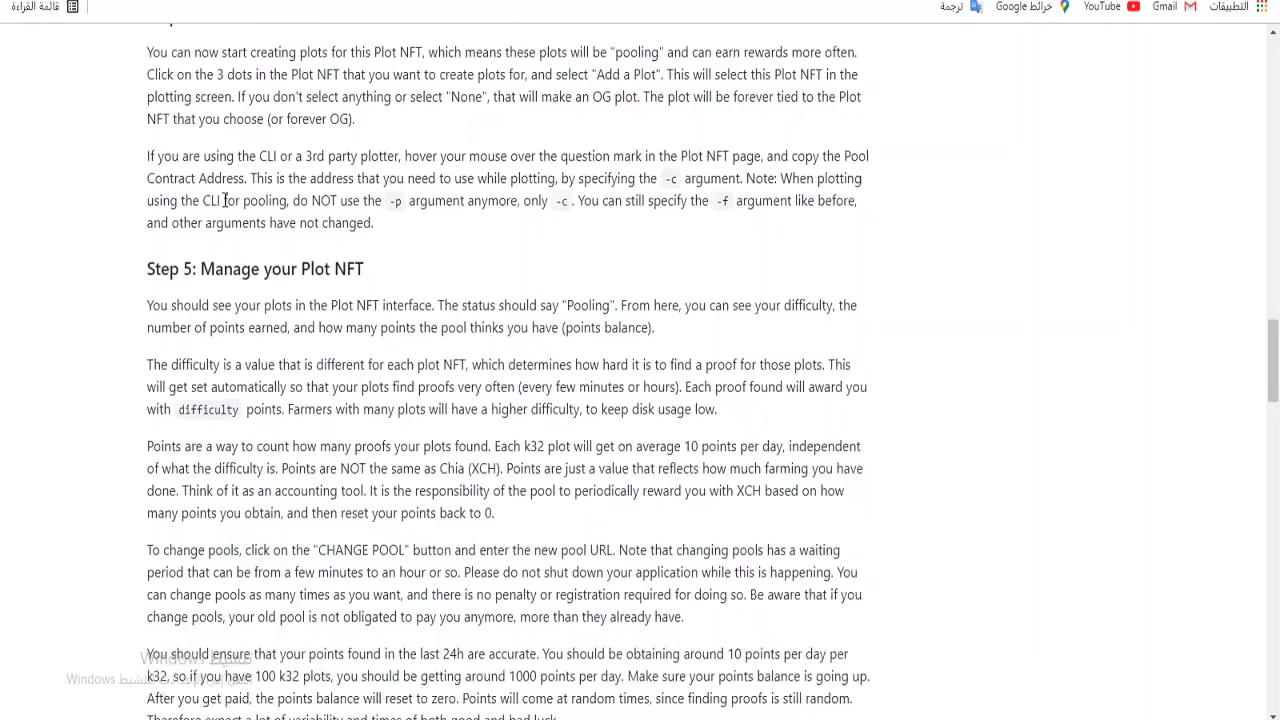 قائمة القراءة
ترجمة
خرائط Google
YouTube
Gmail
التطبيقات
You can now start creating plots for this Plot NFT, which means these plots will be "pooling" and can earn rewards more often.
Click on the 3 dots in the Plot NFT that you want to create plots for, and select "Add a Plot". This will select this Plot NFT in the
plotting screen. If you don't select anything or select "None", that will make an OG plot. The plot will be forever tied to the Plot
NFT that you choose (or forever OG).
If you are using the CLI or a 3rd party plotter, hover your mouse over the question mark in the Plot NFT page, and copy the Pool
Contract Address. This is the address that you need to use while plotting, by specifying the -c argument. Note: When plotting
using the CLI for pooling, do NOT use the -p argument anymore, only -c. You can still specify the -f argument like before,
and other arguments have not changed.
Step 5: Manage your Plot NFT
You should see your plots in the Plot NFT interface. The status should say "Pooling". From here, you can see your difficulty, the
number of points earned, and how many points the pool thinks you have (points balance).
The difficulty is a value that is different for each plot NFT, which determines how hard it is to find a proof for those plots. This
will get set automatically so that your plots find proofs very often (every few minutes or hours). Each proof found will award you
with difficulty points. Farmers with many plots will have a higher difficulty, to keep disk usage low.
Points are a way to count how many proofs your plots found. Each k32 plot will get on average 10 points per day, independent
of what the difficulty is. Points are NOT the same as Chia (XCH). Points are just a value that reflects how much farming you have
done. Think of it as an accounting tool. It is the responsibility of the pool to periodically reward you with XCH based on how
many points you obtain, and then reset your points back to 0.
To change pools, click on the "CHANGE POOL" button and enter the new pool URL. Note that changing pools has a waiting
period that can be from a few minutes to an hour or so. Please do not shut down your application while this is happening. You
can change pools as many times as you want, and there is no penalty or registration required for doing so. Be aware that if you
change pools, your old pool is not obligated to pay you anymore, more than they already have.
You should ensure that your points found in the last 24h are accurate. You should be obtaining around 10 points per day per
تنشيط Windows
k32, so if you have 100 k32 plots, you should be getting around 1000 points per day. Make sure your points balance is going up.
لتنشيط Windows.
After you get paid, the points balance will reset to zero. Points will come at random times, since finding proofs is still random.
Therefore expect a lot of variability and times of both good and bad luck.